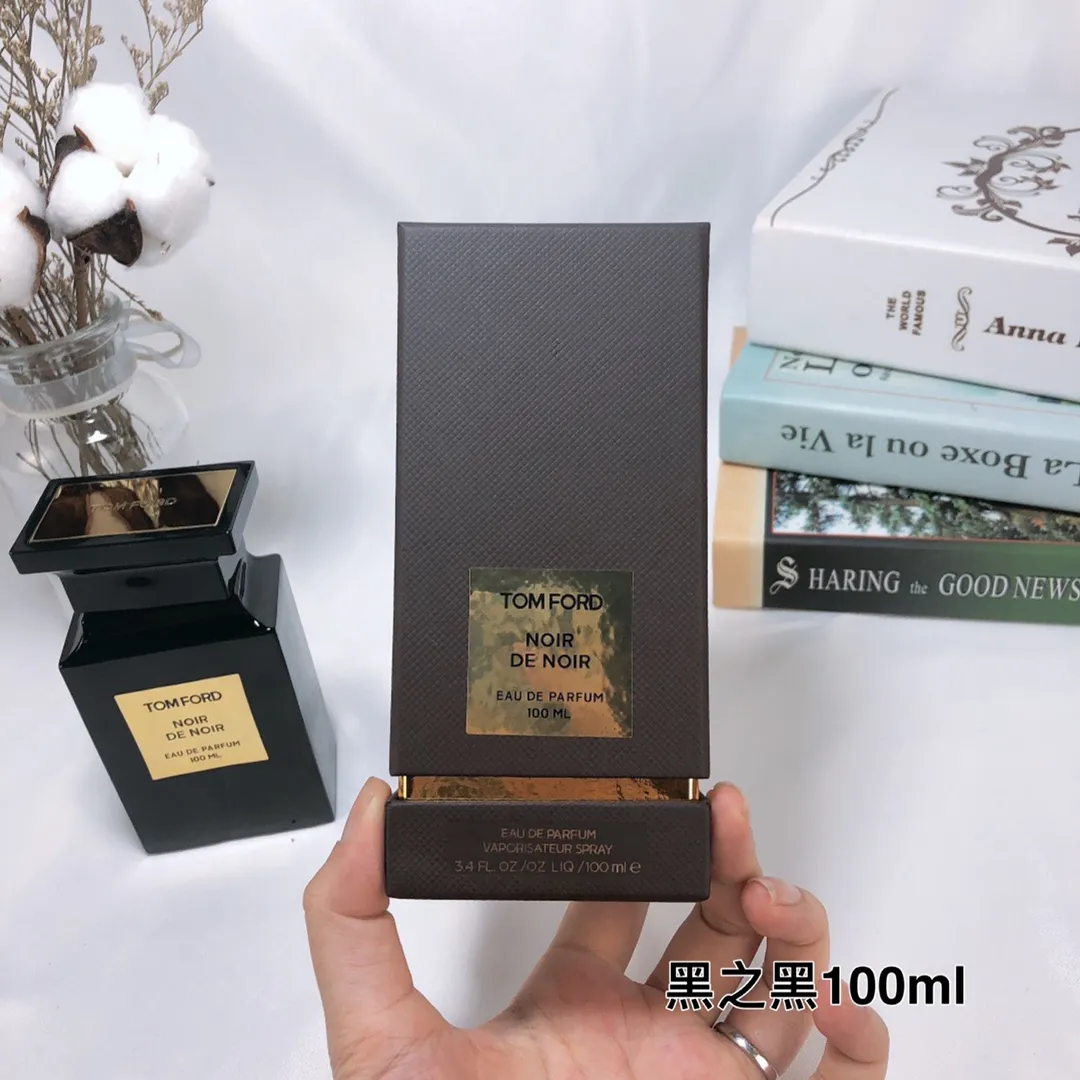 TOM FORD
NOIR
DE NOIR
EAU DE PARFUM
100 ML
EAU DE PARFUM
VAPORISATEUR SPRAY
3.4 FL. OZ/OZ LIQ/100 ml e
TOM FORD
TOM FORD
NOIR
DE NOIR
EAU DE PARFUM
100 ML
THE
WORLD
FAMOUS
Anna
La Boxe ou la Vie
SHARING the GOOD NEWS
黑之黑100ml